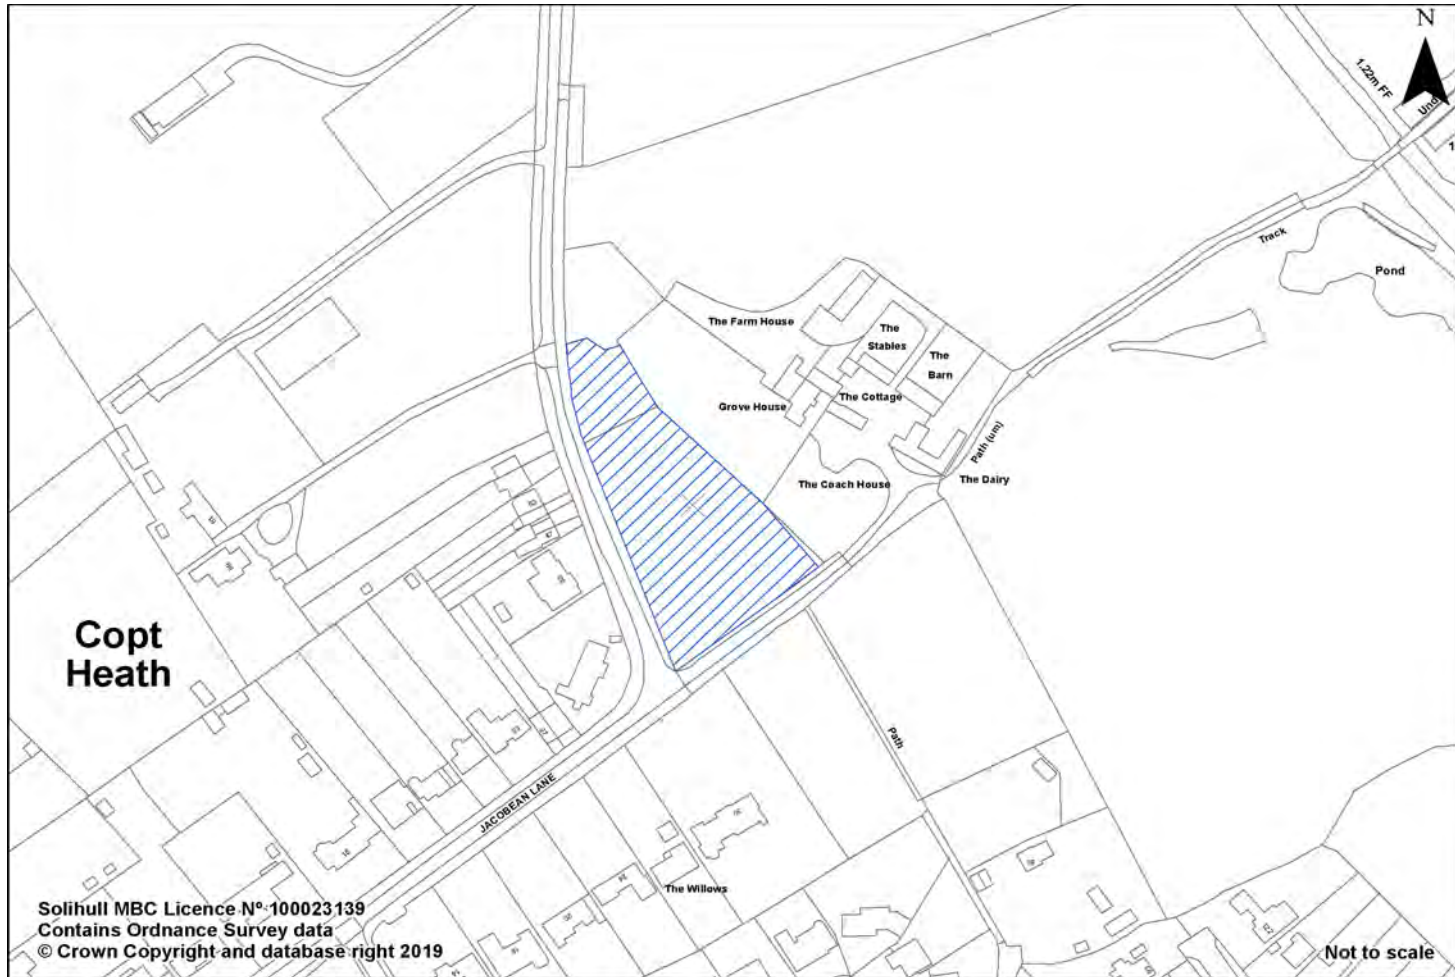 N
1.22m FF
Und
1
Track
Pond
The Farm House
The
Stables
The
Barn
The Cottage
Grove House
Path (um)
The Coach House
The Dairy
Copt
Heath
Path
JACOBEAN LANE
The Willows
Solihull MBC Licence Nº 100023139
Contains Ordnance Survey data
© Crown Copyright and database right 2019
Not to scale